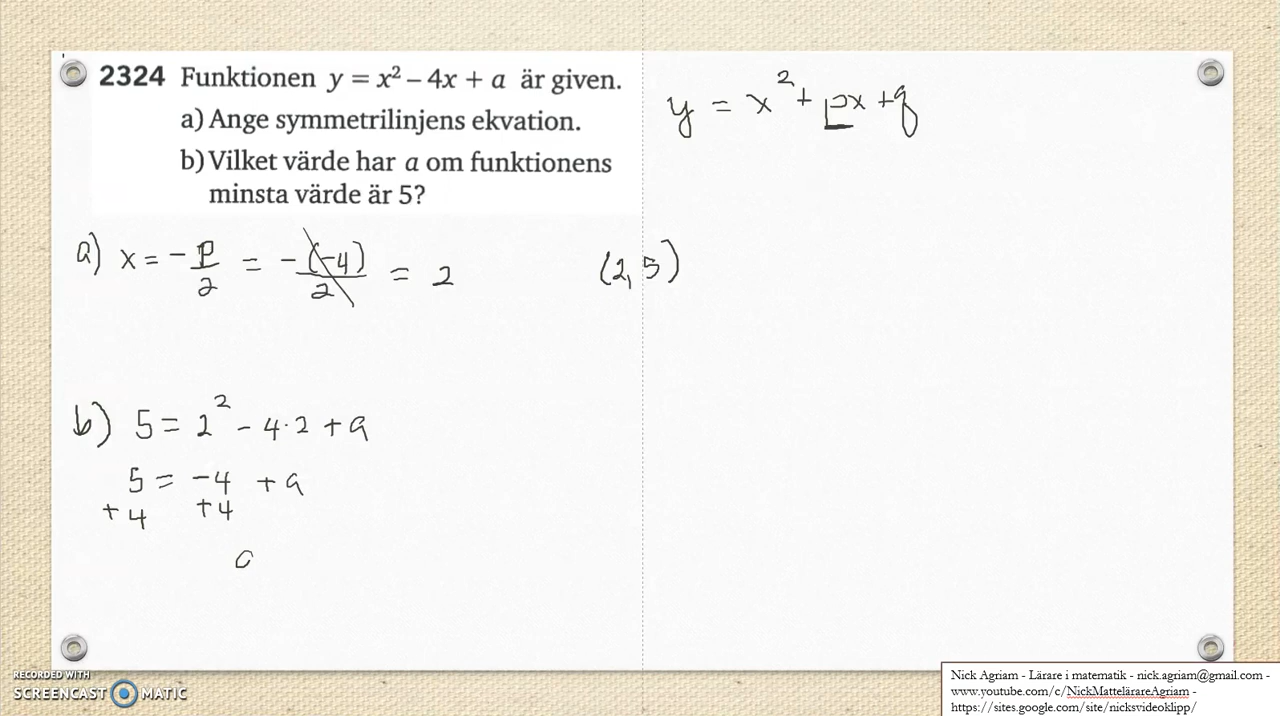 2324 Funktionen y = x² – 4x + a är given.
a) Ange symmetrilinjens ekvation.
b) Vilket värde har a om funktionens
minsta värde är 5?
y = x² + px + q
a) x = - p/2 = - (-4)/2 = 2
(2, 5)
b) 5 = 2² - 4·2 + a
5 = -4 + a
+4 +4
a
RECORDED WITH
SCREENCAST MATIC
Nick Agriam - Lärare i matematik - nick.agriam@gmail.com -
www.youtube.com/c/NickMattelärareAgriam -
https://sites.google.com/site/nicksvideoklipp/